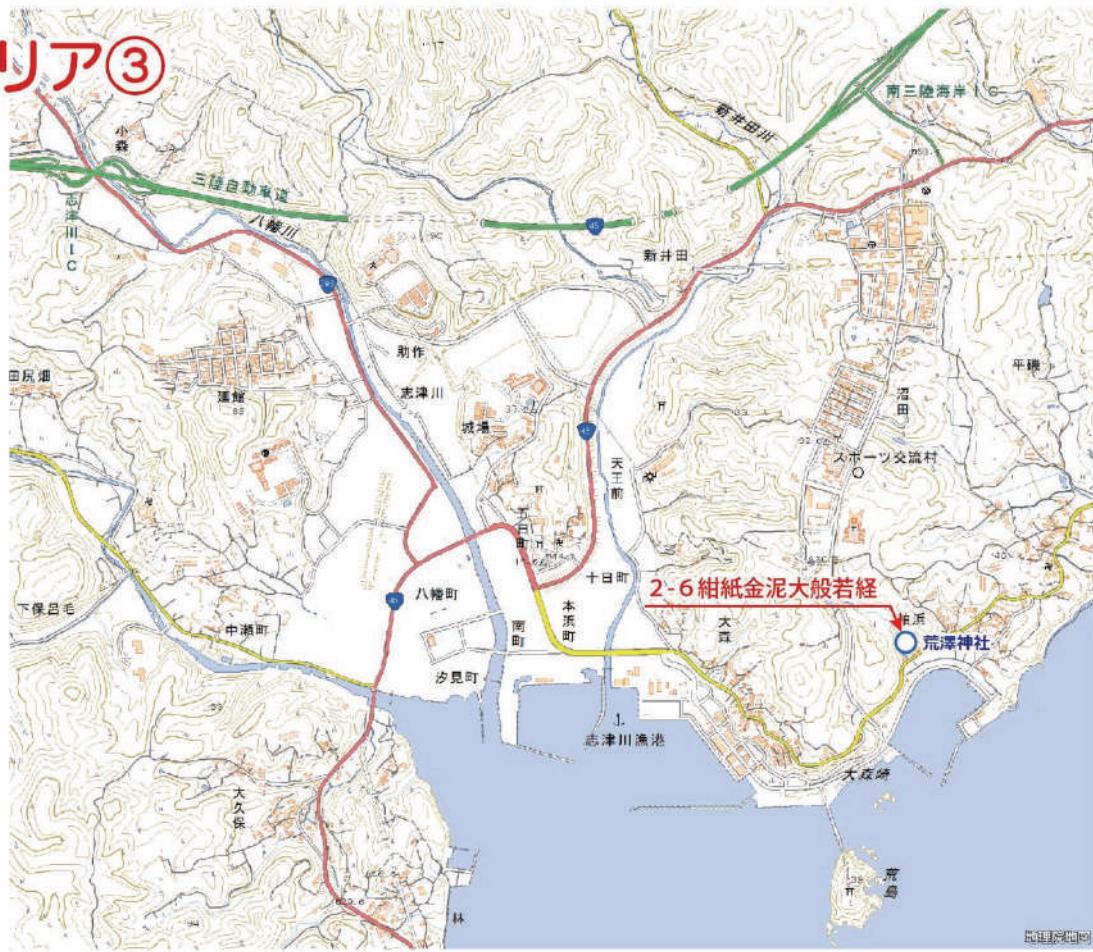 リア③
小森
三陸自動車道
志津川IC
八幡川
新井田川
南三陸海岸IC
45
新井田
助作
志津川
田尻畑
廻館
城場
平磯
沼田
45
天王前
スポーツ交流村
五日町
十日町
2-6紺紙金泥大般若経
下保呂毛
45
八幡町
本浜町
大森
荒澤神社
中瀬町
南町
汐見町
志津川漁港
大森崎
大久保
荒島
林
地理院地図